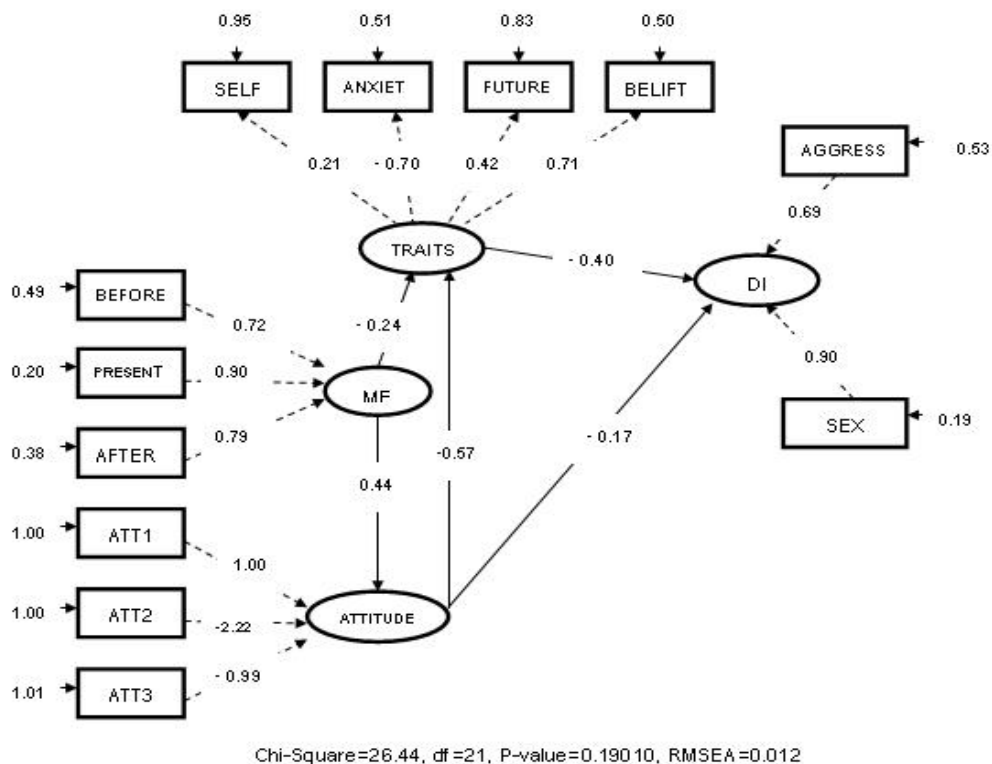 0.95 0.51 0.83 0.50
SELF ANXIET FUTURE BELIFT
AGGRESS 0.53
0.21 - 0.70 0.42 0.71
0.69
TRAITS
- 0.40
DI
0.49 BEFORE
0.72
- 0.24
0.90
0.20 PRESENT 0.90
-0.57
MF
SEX 0.19
0.38 AFTER 0.79
- 0.17
0.44
1.00 ATT1
1.00
1.00 ATT2 -2.22 ATTITUDE
- 0.99
1.01 ATT3
Chi-Square=26.44, df=21, P-value=0.19010, RMSEA=0.012